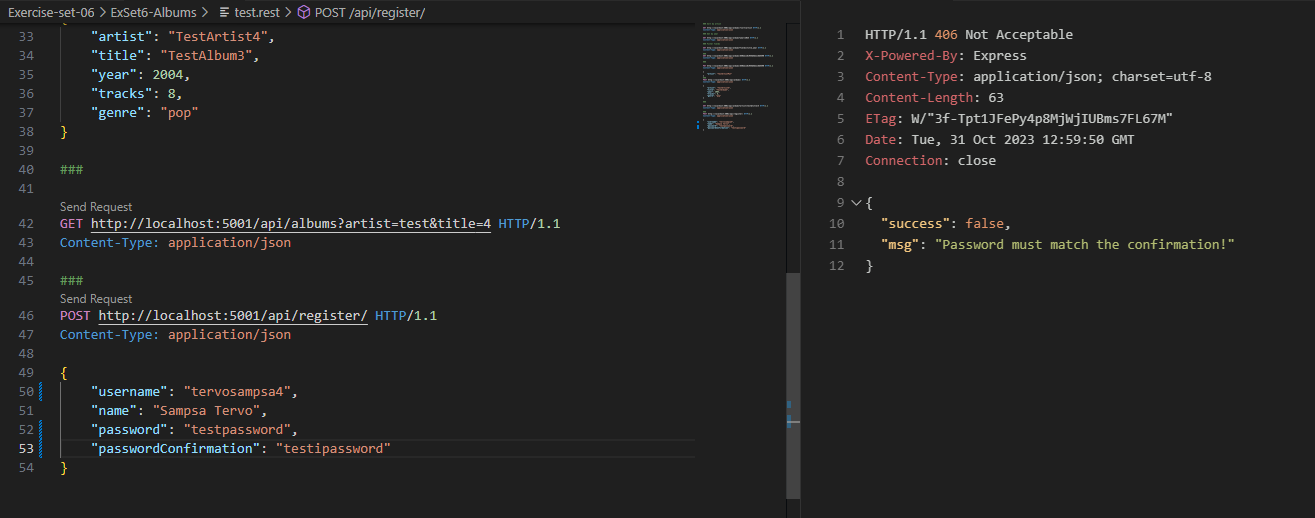 Exercise-set-06 > ExSet6-Albums > test.rest > POST /api/register/
33 "artist": "TestArtist4",
34 "title": "TestAlbum3",
35 "year": 2004,
36 "tracks": 8,
37 "genre": "pop"
38 }
39
40 ###
41
Send Request
42 GET http://localhost:5001/api/albums?artist=test&title=4 HTTP/1.1
43 Content-Type: application/json
44
45 ###
Send Request
46 POST http://localhost:5001/api/register/ HTTP/1.1
47 Content-Type: application/json
48
49 {
50 "username": "tervosampsa4",
51 "name": "Sampsa Tervo",
52 "password": "testpassword",
53 "passwordConfirmation": "testipassword"
54 }
1 HTTP/1.1 406 Not Acceptable
2 X-Powered-By: Express
3 Content-Type: application/json; charset=utf-8
4 Content-Length: 63
5 ETag: W/"3f-Tpt1JFePy4p8MjWjIUBms7FL67M"
6 Date: Tue, 31 Oct 2023 12:59:50 GMT
7 Connection: close
8
9 {
10 "success": false,
11 "msg": "Password must match the confirmation!"
12 }